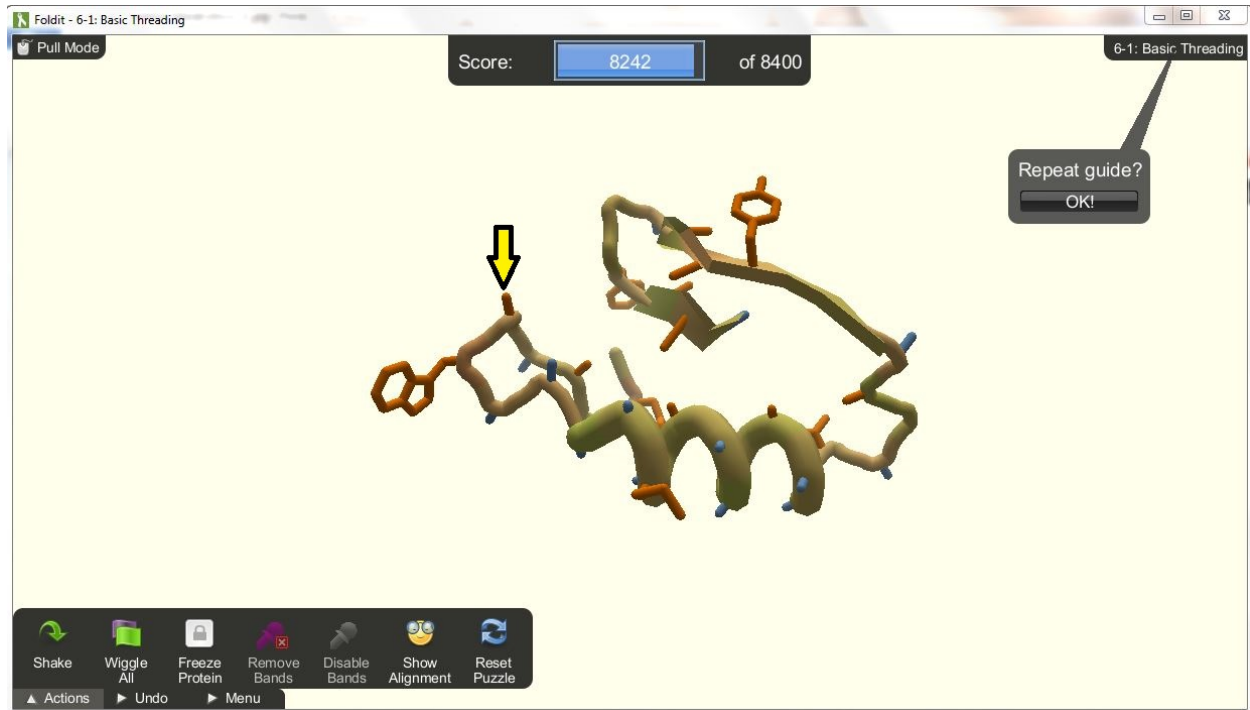 Foldit - 6-1: Basic Threading
Pull Mode
Score: 8242 of 8400
6-1: Basic Threading
Repeat guide?
OK!
Shake
Wiggle All
Freeze Protein
Remove Bands
Disable Bands
Show Alignment
Reset Puzzle
Actions Undo Menu